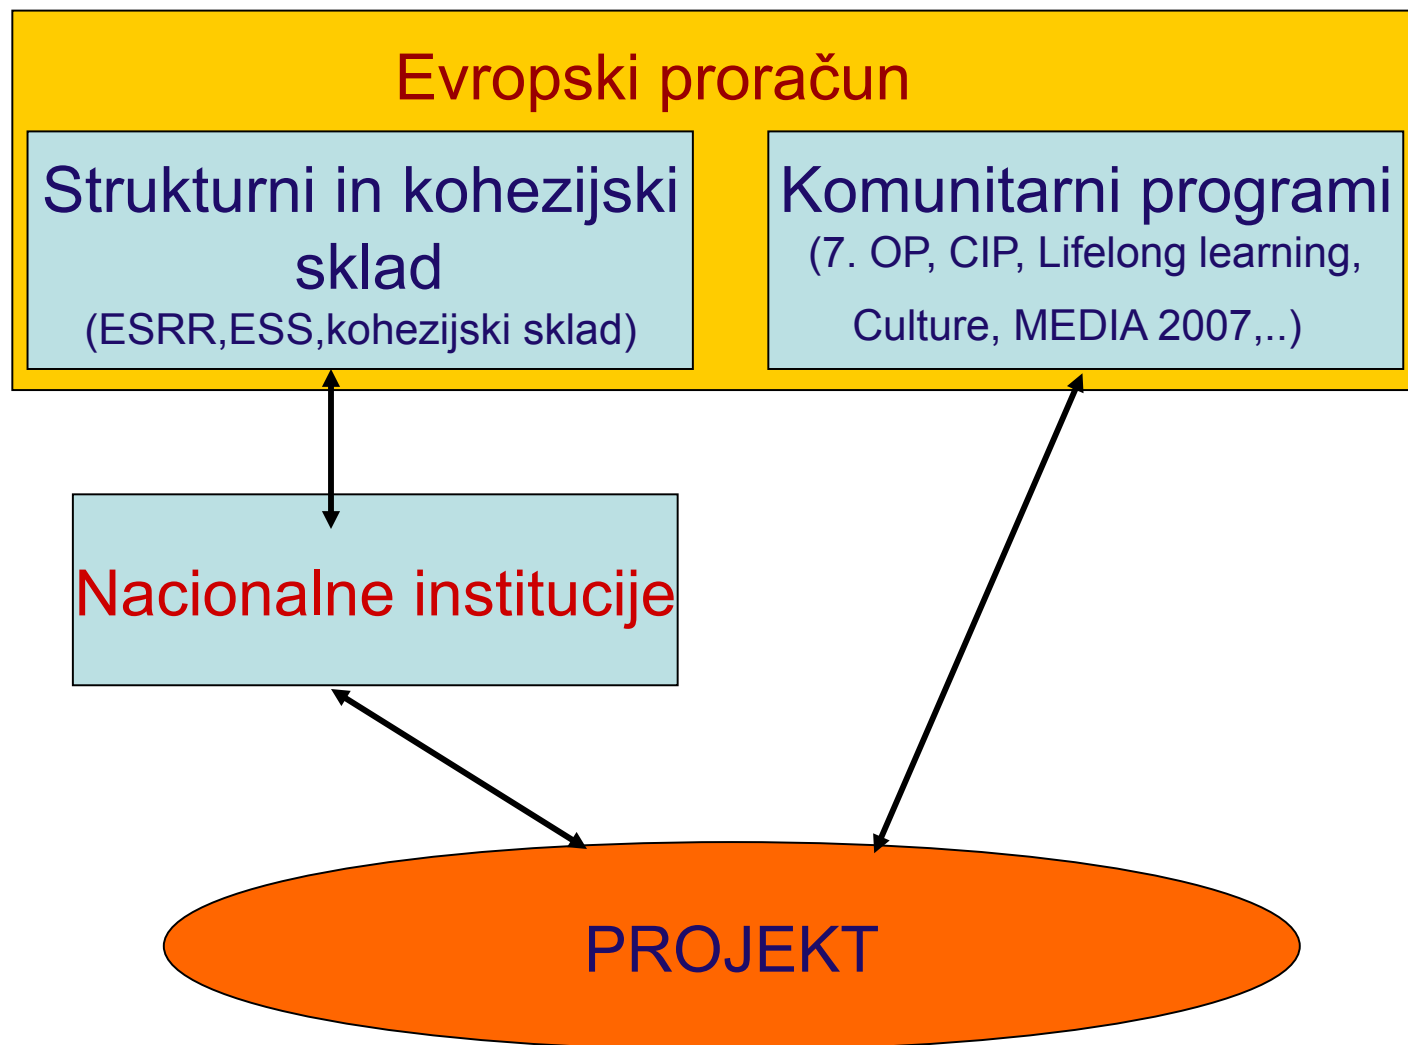 Evropski proračun
Strukturni in kohezijski
sklad
(ESRR,ESS,kohezijski sklad)
Komunitarni programi
(7. OP, CIP, Lifelong learning,
Culture, MEDIA 2007,..)
Nacionalne institucije
PROJEKT